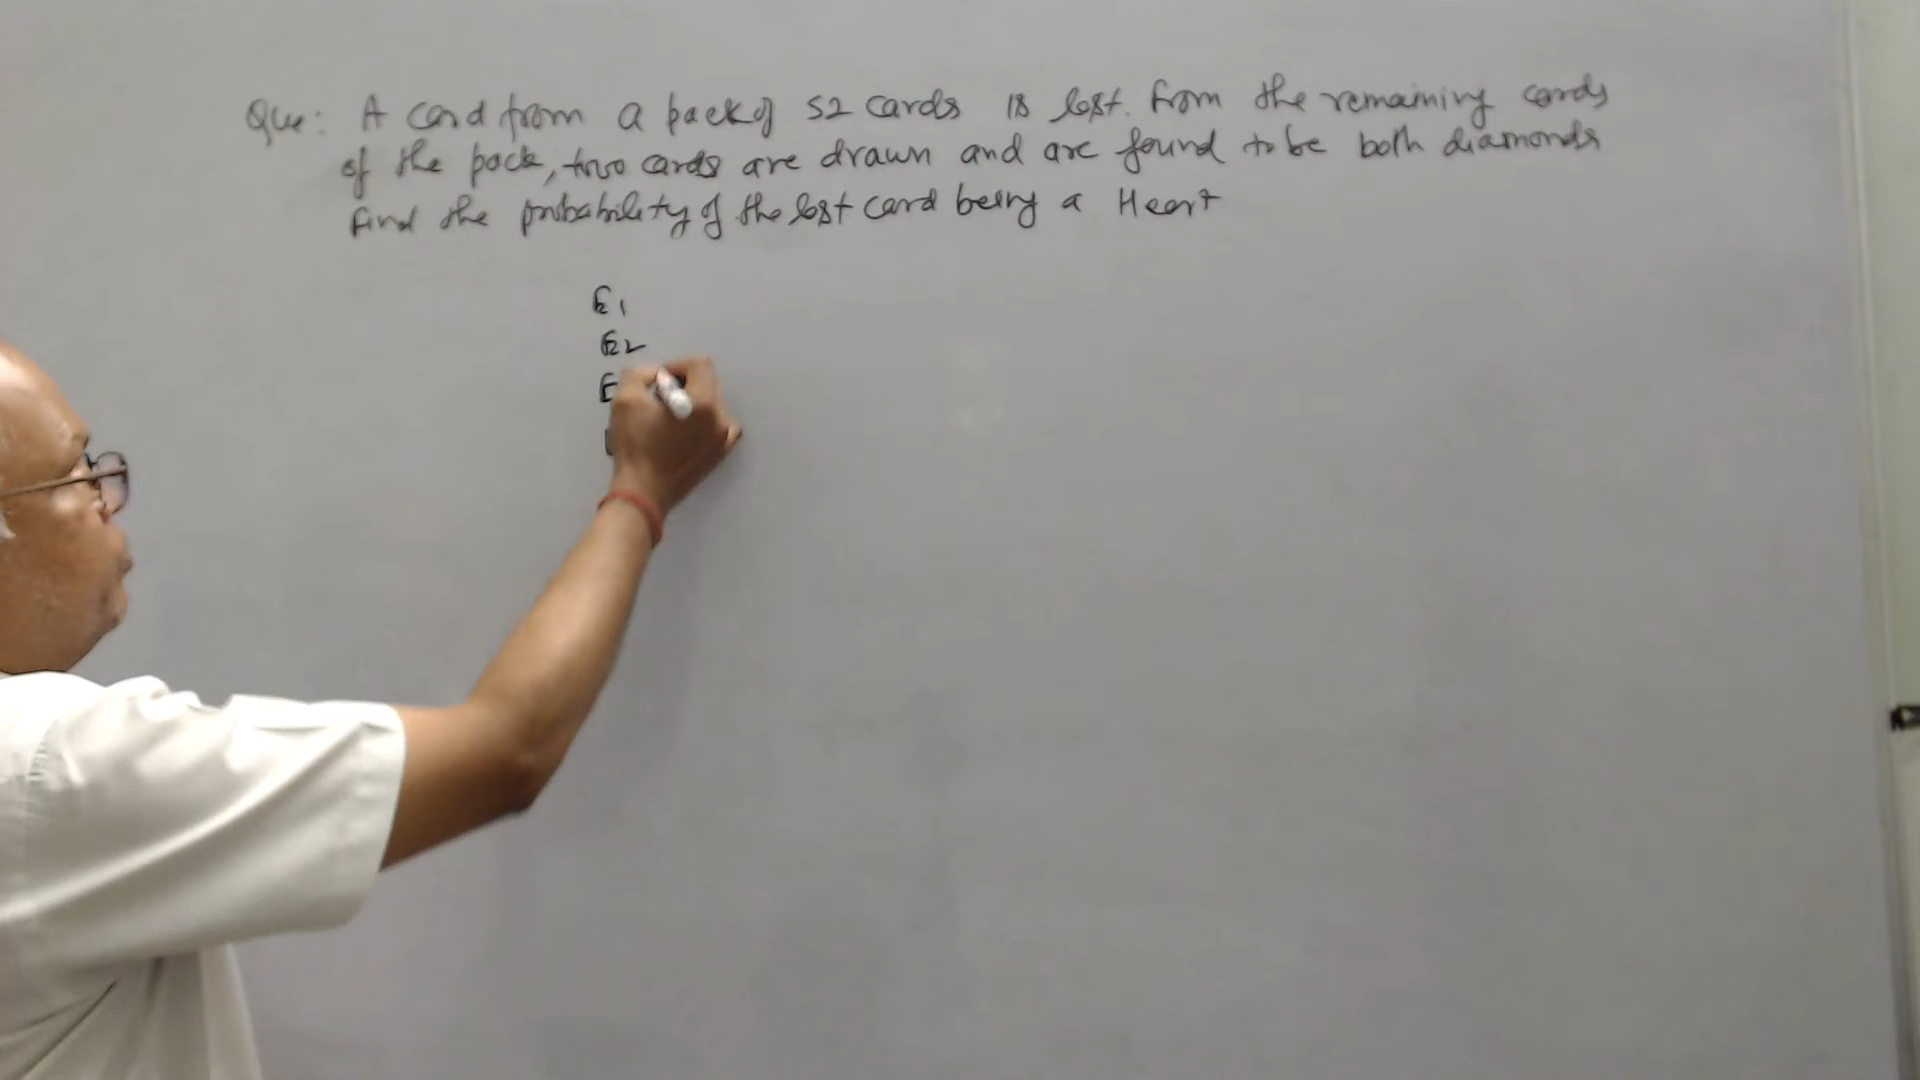 Que: A card from a pack of 52 cards is lost. From the remaining cards
of the pack, two cards are drawn and are found to be both diamonds
Find the probability of the lost card being a Heart
E1
E2
E